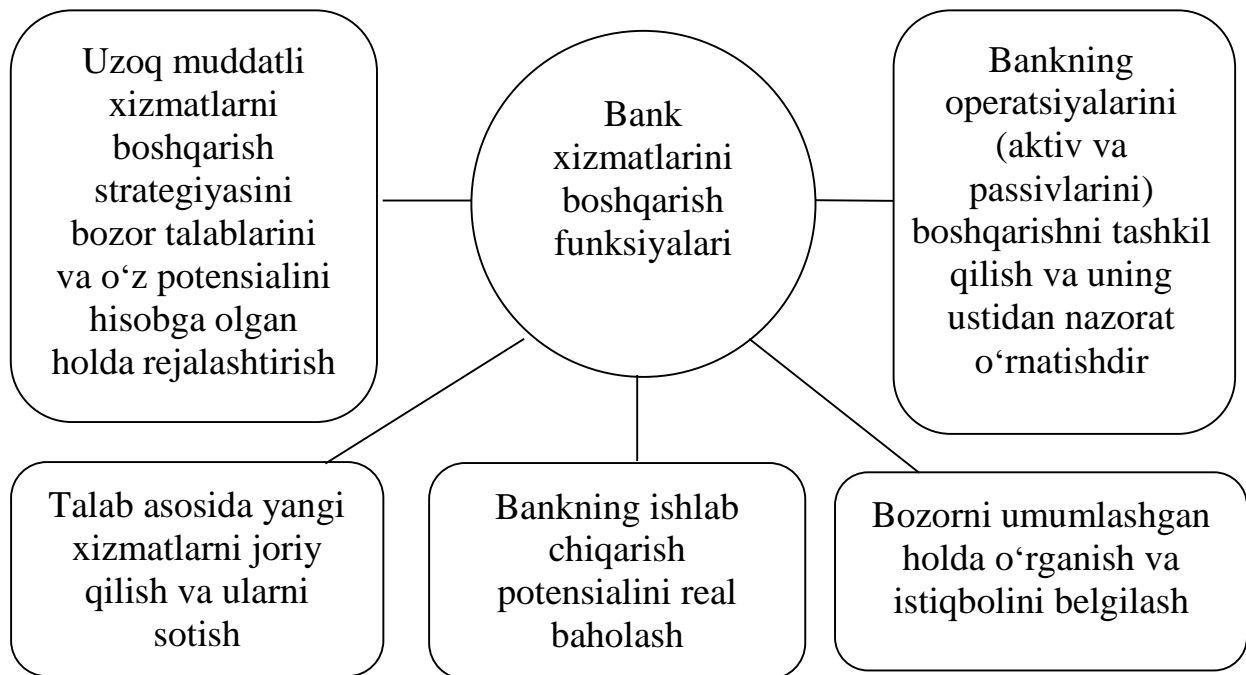 Uzoq muddatli
xizmatlarni
boshqarish
strategiyasini
bozor talablarini
va o‘z potensialini
hisobga olgan
holda rejalashtirish
Bank
xizmatlarini
boshqarish
funksiyalari
Bankning
operatsiyalarini
(aktiv va
passivlarini)
boshqarishni tashkil
qilish va uning
ustidan nazorat
o‘rnatishdir
Talab asosida yangi
xizmatlarni joriy
qilish va ularni
sotish
Bankning ishlab
chiqarish
potensialini real
baholash
Bozorni umumlashgan
holda o‘rganish va
istiqbolini belgilash